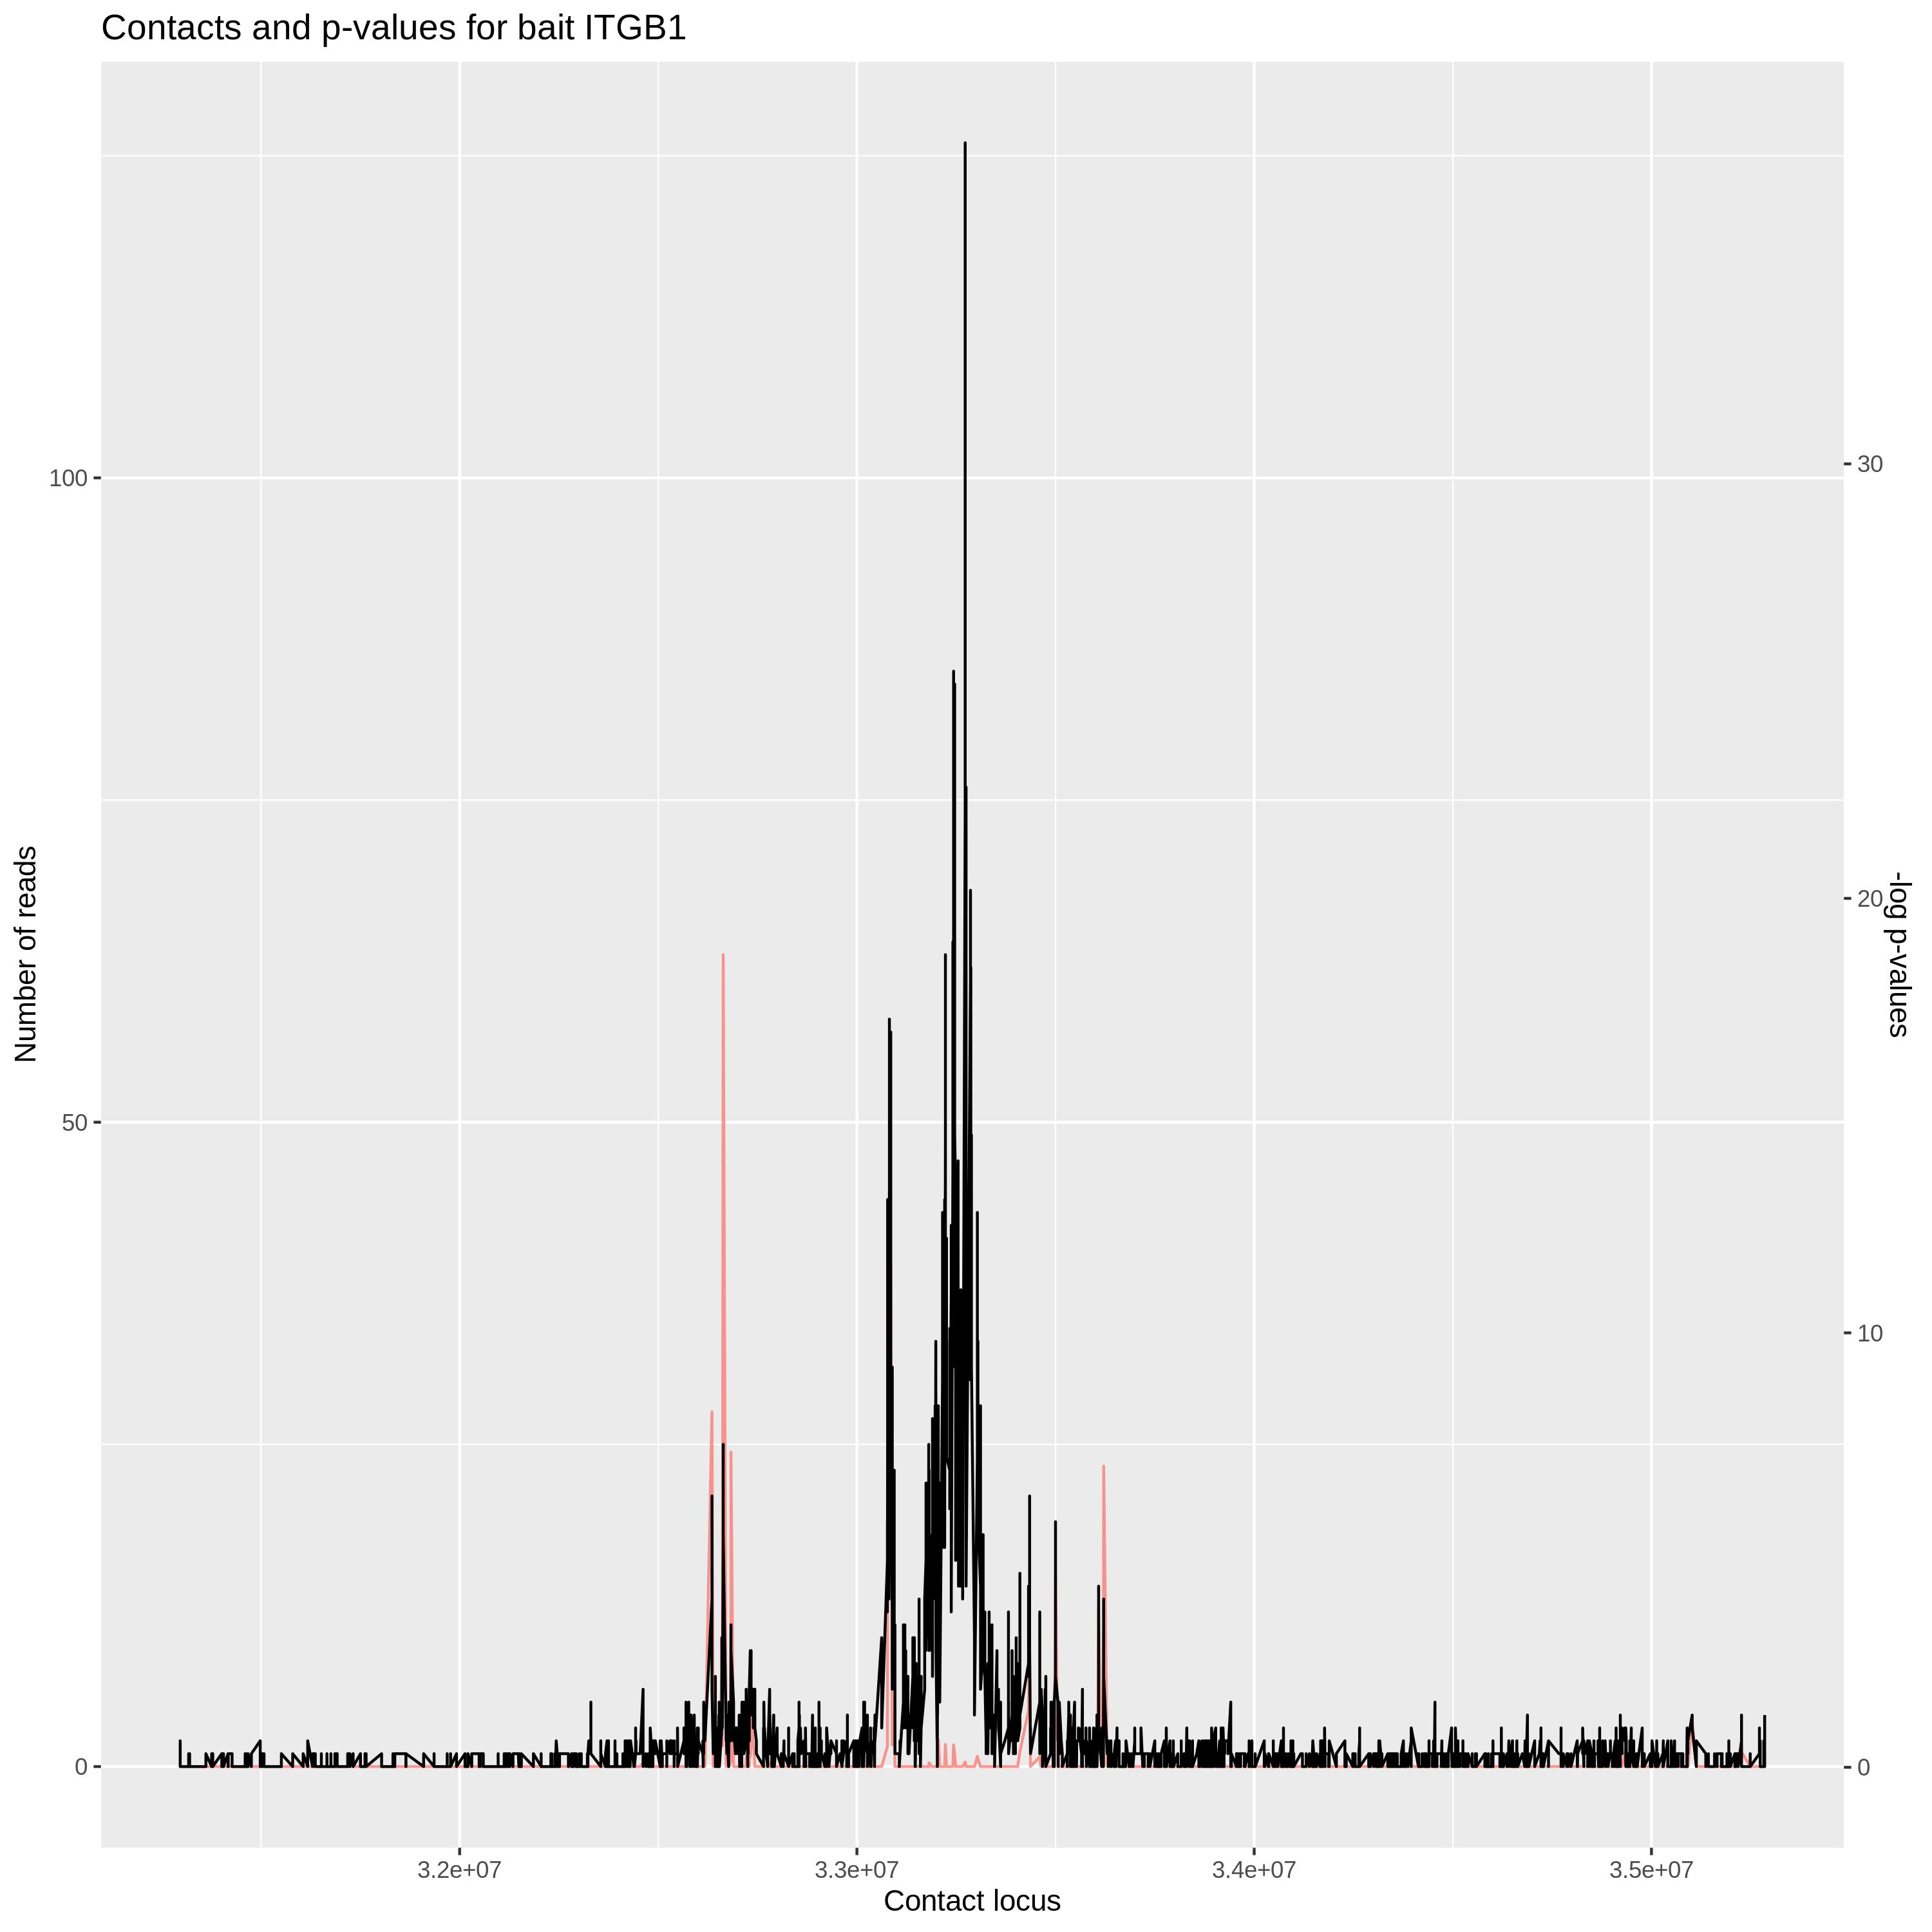 Contacts and p-values for bait ITGB1
Number of reads
100
50
0
30
20
10
0
-log p-values
3.2e+07
3.3e+07
3.4e+07
3.5e+07
Contact locus